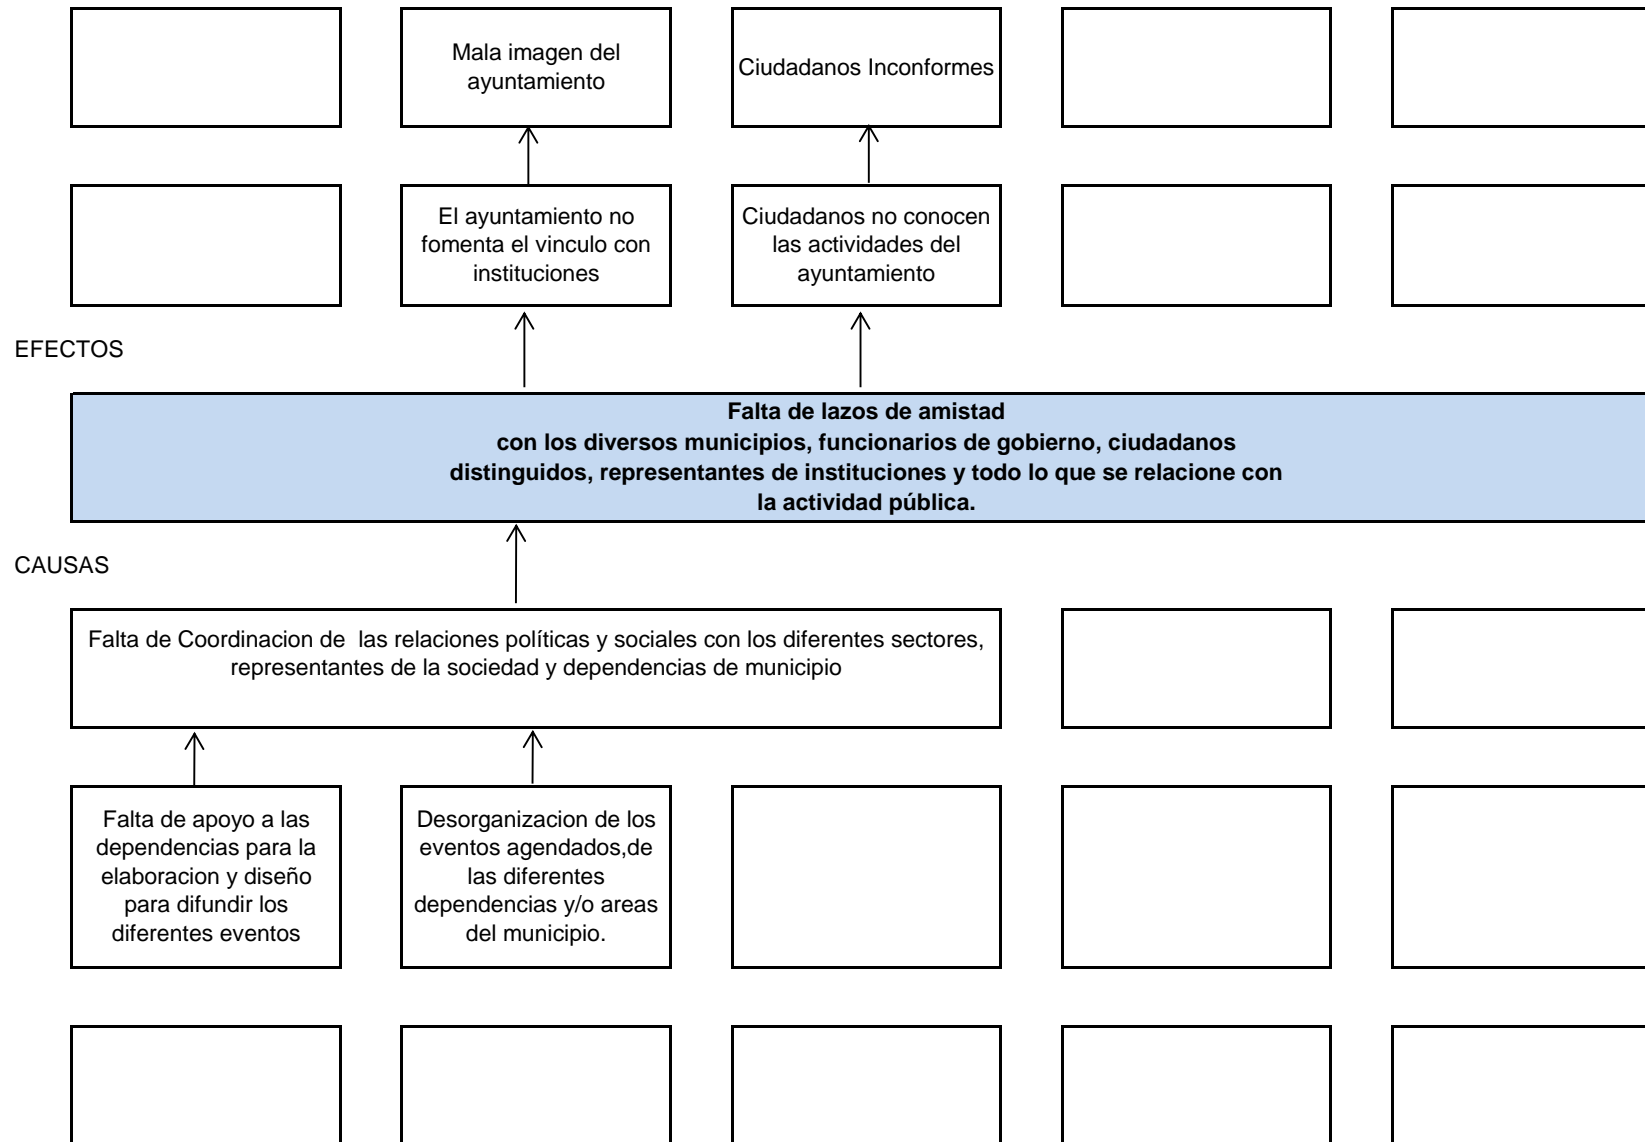 Mala imagen del
ayuntamiento
Ciudadanos Inconformes
El ayuntamiento no
fomenta el vinculo con
instituciones
Ciudadanos no conocen
las actividades del
ayuntamiento
EFECTOS
Falta de lazos de amistad
con los diversos municipios, funcionarios de gobierno, ciudadanos
distinguidos, representantes de instituciones y todo lo que se relacione con
la actividad pública.
CAUSAS
Falta de Coordinacion de  las relaciones políticas y sociales con los diferentes sectores,
representantes de la sociedad y dependencias de municipio
Falta de apoyo a las
dependencias para la
elaboracion y diseño
para difundir los
diferentes eventos
Desorganizacion de los
eventos agendados,de
las diferentes
dependencias y/o areas
del municipio.